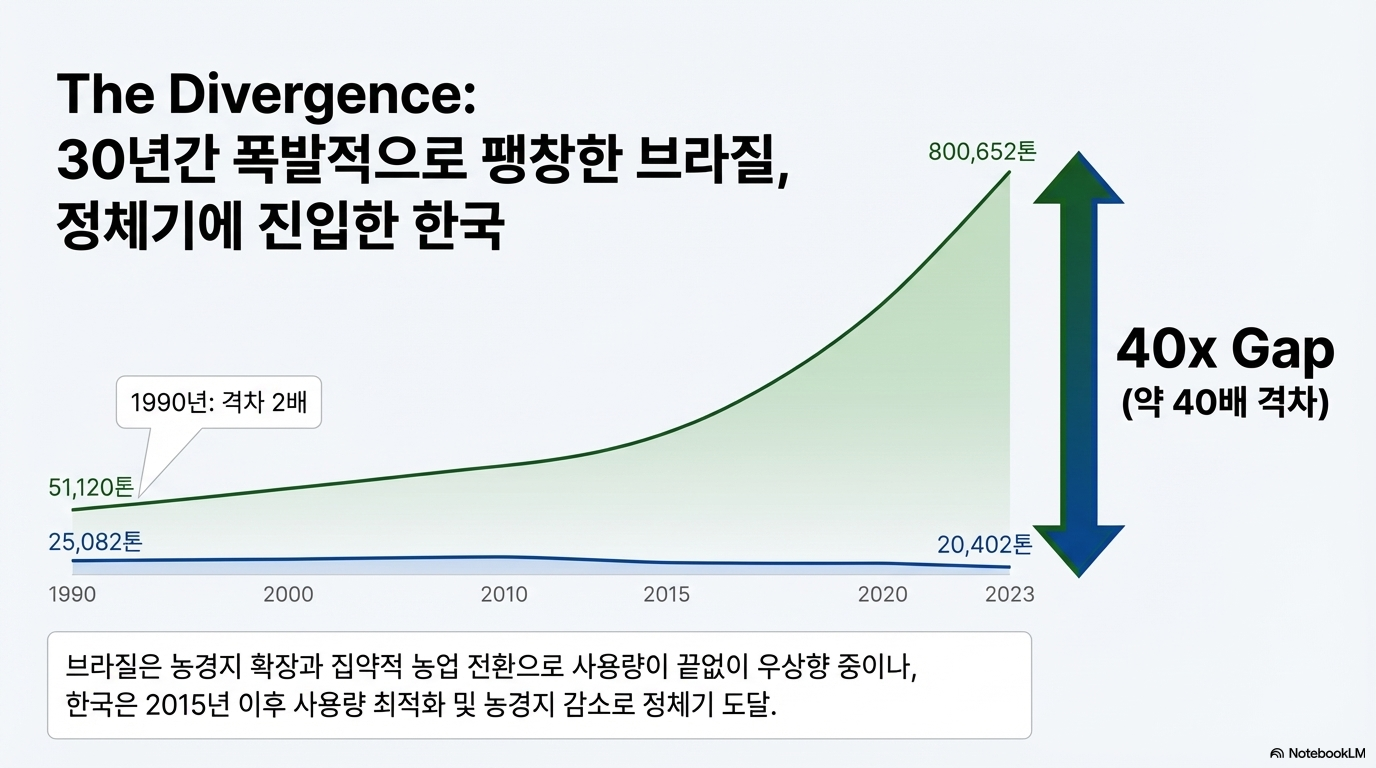 The Divergence:
30년간 폭발적으로 팽창한 브라질,
정체기에 진입한 한국
800,652톤
40x Gap
(약 40배 격차)
1990년: 격차 2배
51,120톤
25,082톤
20,402톤
1990
2000
2010
2015
2020
2023
브라질은 농경지 확장과 집약적 농업 전환으로 사용량이 끝없이 우상향 중이나,
한국은 2015년 이후 사용량 최적화 및 농경지 감소로 정체기 도달.
NotebookLM